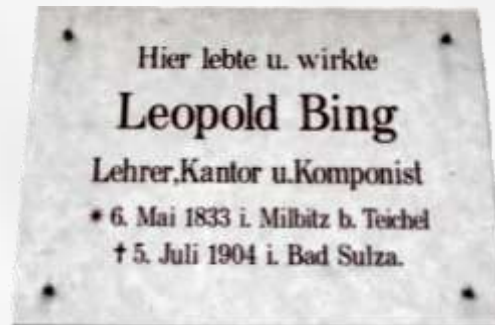 Hier lebte u. wirkte
Leopold Bing
Lehrer,Kantor u.Komponist
* 6. Mai 1833 i. Milbitz b. Teichel
† 5. Juli 1904 i. Bad Sulza.